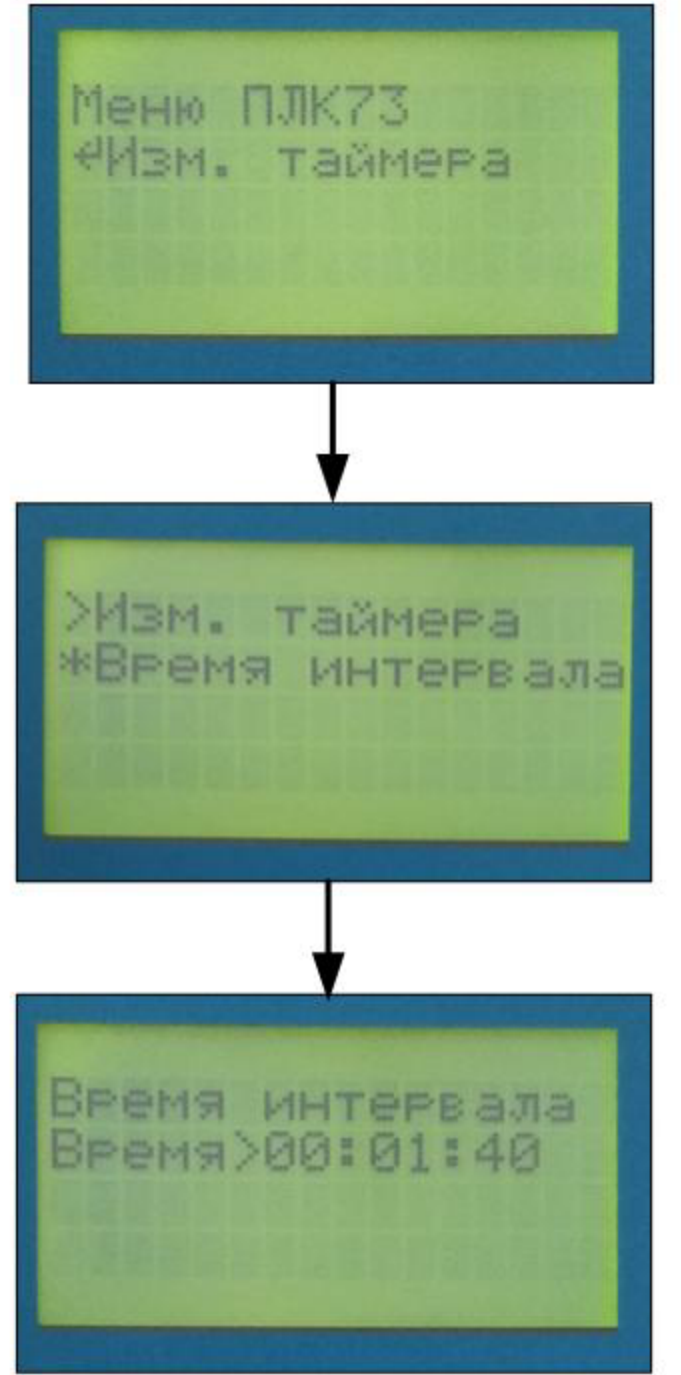 Меню ПЛК73
↵Изм. таймера
>Изм. таймера
*Время интервала
Время интервала
Время>00:01:40